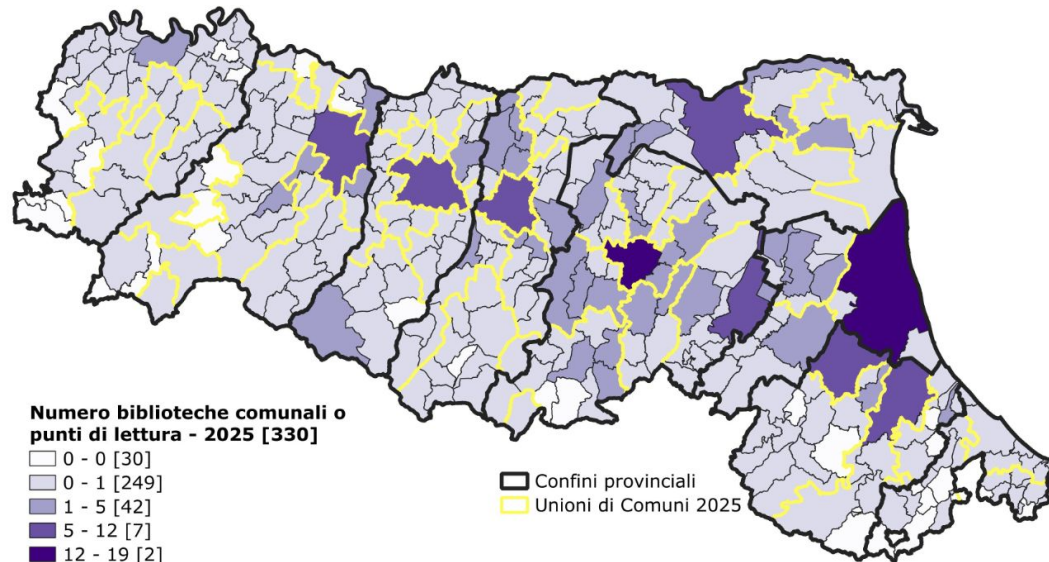 Numero biblioteche comunali o
punti di lettura - 2025 [330]
0 - 0 [30]
0 - 1 [249]
1 - 5 [42]
5 - 12 [7]
12 - 19 [2]
Confini provinciali
Unioni di Comuni 2025